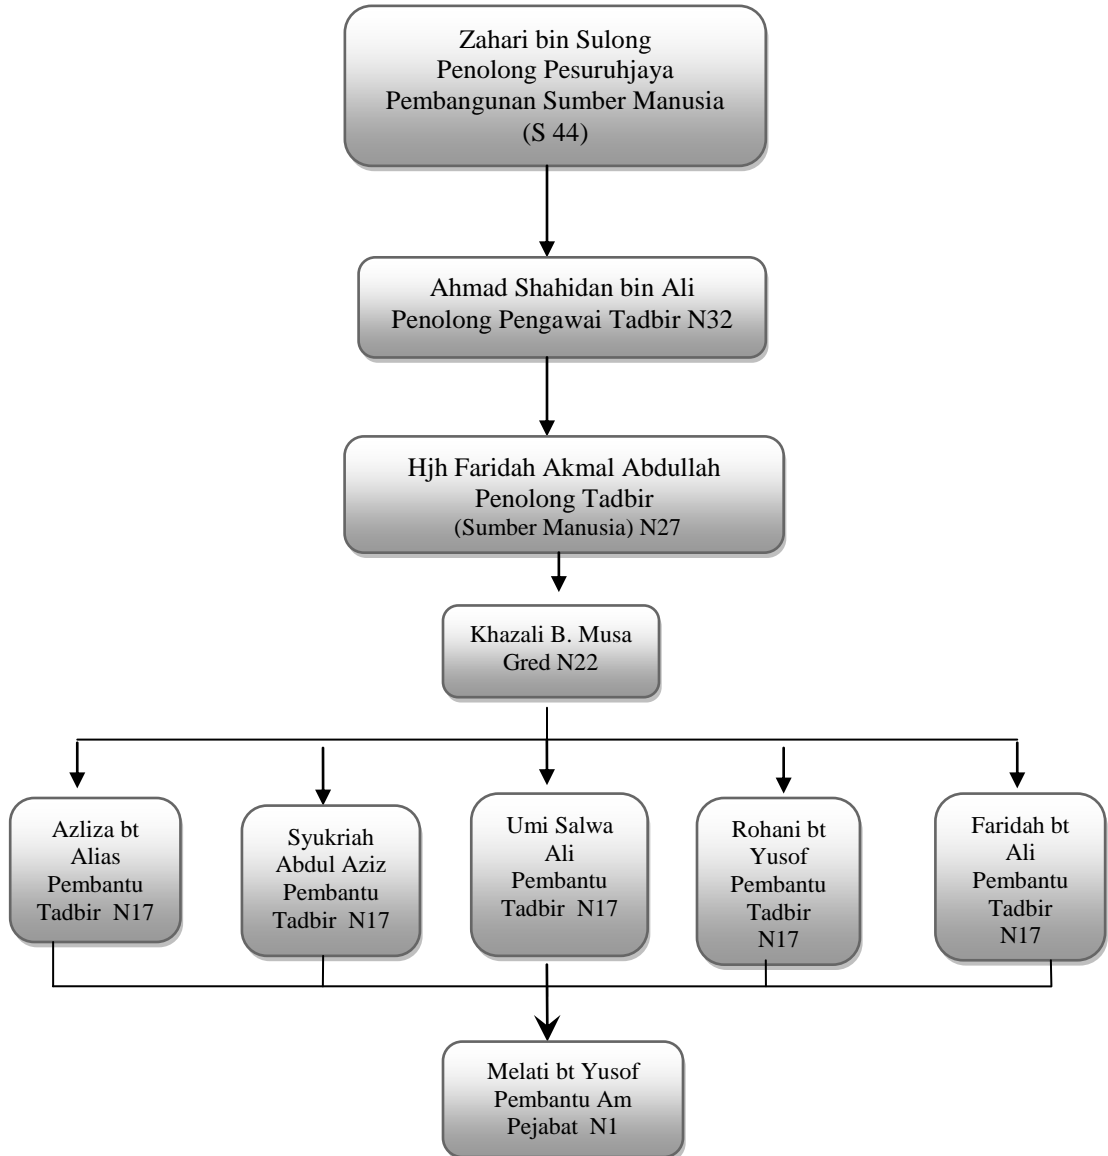 Zahari bin Sulong
Penolong Pesuruhjaya
Pembangunan Sumber Manusia
(S 44)
Ahmad Shahidan bin Ali
Penolong Pengawai Tadbir N32
Hjh Faridah Akmal Abdullah
Penolong Tadbir
(Sumber Manusia) N27
Khazali B. Musa
Gred N22
Azliza bt
Alias
Pembantu
Tadbir N17
Syukriah
Abdul Aziz
Pembantu
Tadbir N17
Umi Salwa
Ali
Pembantu
Tadbir N17
Rohani bt
Yusof
Pembantu
Tadbir
N17
Faridah bt
Ali
Pembantu
Tadbir
N17
Melati bt Yusof
Pembantu Am
Pejabat N1